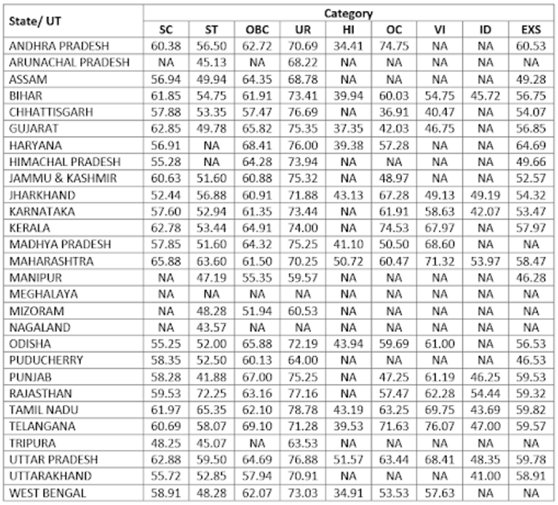 State/ UT Category
SC ST OBC UR HI OC VI ID EXS
ANDHRA PRADESH 60.38 56.50 62.72 70.69 34.41 74.75 NA NA 60.53
ARUNACHAL PRADESH NA 45.13 NA 68.22 NA NA NA NA NA
ASSAM 56.94 49.94 64.35 68.78 NA NA NA NA 49.28
BIHAR 61.85 54.75 61.91 73.41 39.94 60.03 54.75 45.72 56.75
CHHATTISGARH 57.88 53.35 57.47 76.69 NA 36.91 40.47 NA 54.07
GUJARAT 62.85 49.78 65.82 75.35 37.35 42.03 46.75 NA 56.85
HARYANA 56.91 NA 68.41 76.00 39.38 57.28 NA NA 64.69
HIMACHAL PRADESH 55.28 NA 64.28 73.94 NA NA NA NA 49.66
JAMMU & KASHMIR 60.63 51.60 60.88 75.32 NA 48.97 NA NA 52.57
JHARKHAND 52.44 56.88 60.91 71.88 43.13 67.28 49.13 49.19 54.32
KARNATAKA 57.60 52.94 61.35 73.44 NA 61.91 58.63 42.07 53.47
KERALA 62.78 53.44 64.91 74.00 NA 74.53 67.97 NA 57.97
MADHYA PRADESH 57.85 51.60 64.32 75.25 41.10 50.50 68.60 NA NA
MAHARASHTRA 65.88 63.60 61.50 70.25 50.72 60.47 71.32 53.97 58.47
MANIPUR NA 47.19 55.35 59.57 NA NA NA NA 46.28
MEGHALAYA NA NA NA NA NA NA NA NA NA
MIZORAM NA 48.28 51.94 60.53 NA NA NA NA NA
NAGALAND NA 43.57 NA NA NA NA NA NA NA
ODISHA 55.25 52.00 65.88 72.19 43.94 59.69 61.00 NA 56.53
PUDUCHERRY 58.35 52.50 60.13 64.00 NA NA NA NA 46.53
PUNJAB 58.28 41.88 67.00 75.25 NA 47.25 61.19 46.25 59.53
RAJASTHAN 59.53 72.25 63.16 77.16 NA 57.47 62.28 54.44 59.32
TAMIL NADU 61.97 65.35 62.10 78.78 43.19 63.25 69.75 43.69 59.82
TELANGANA 60.69 58.07 69.10 71.28 39.53 71.63 76.07 47.00 59.57
TRIPURA 48.25 45.07 NA 63.53 NA NA NA NA NA
UTTAR PRADESH 62.88 59.50 64.69 76.88 51.57 63.44 68.41 48.35 59.78
UTTARAKHAND 55.72 52.85 57.94 70.91 NA NA NA 41.00 58.91
WEST BENGAL 58.91 48.28 62.07 73.03 34.91 53.53 57.63 NA NA